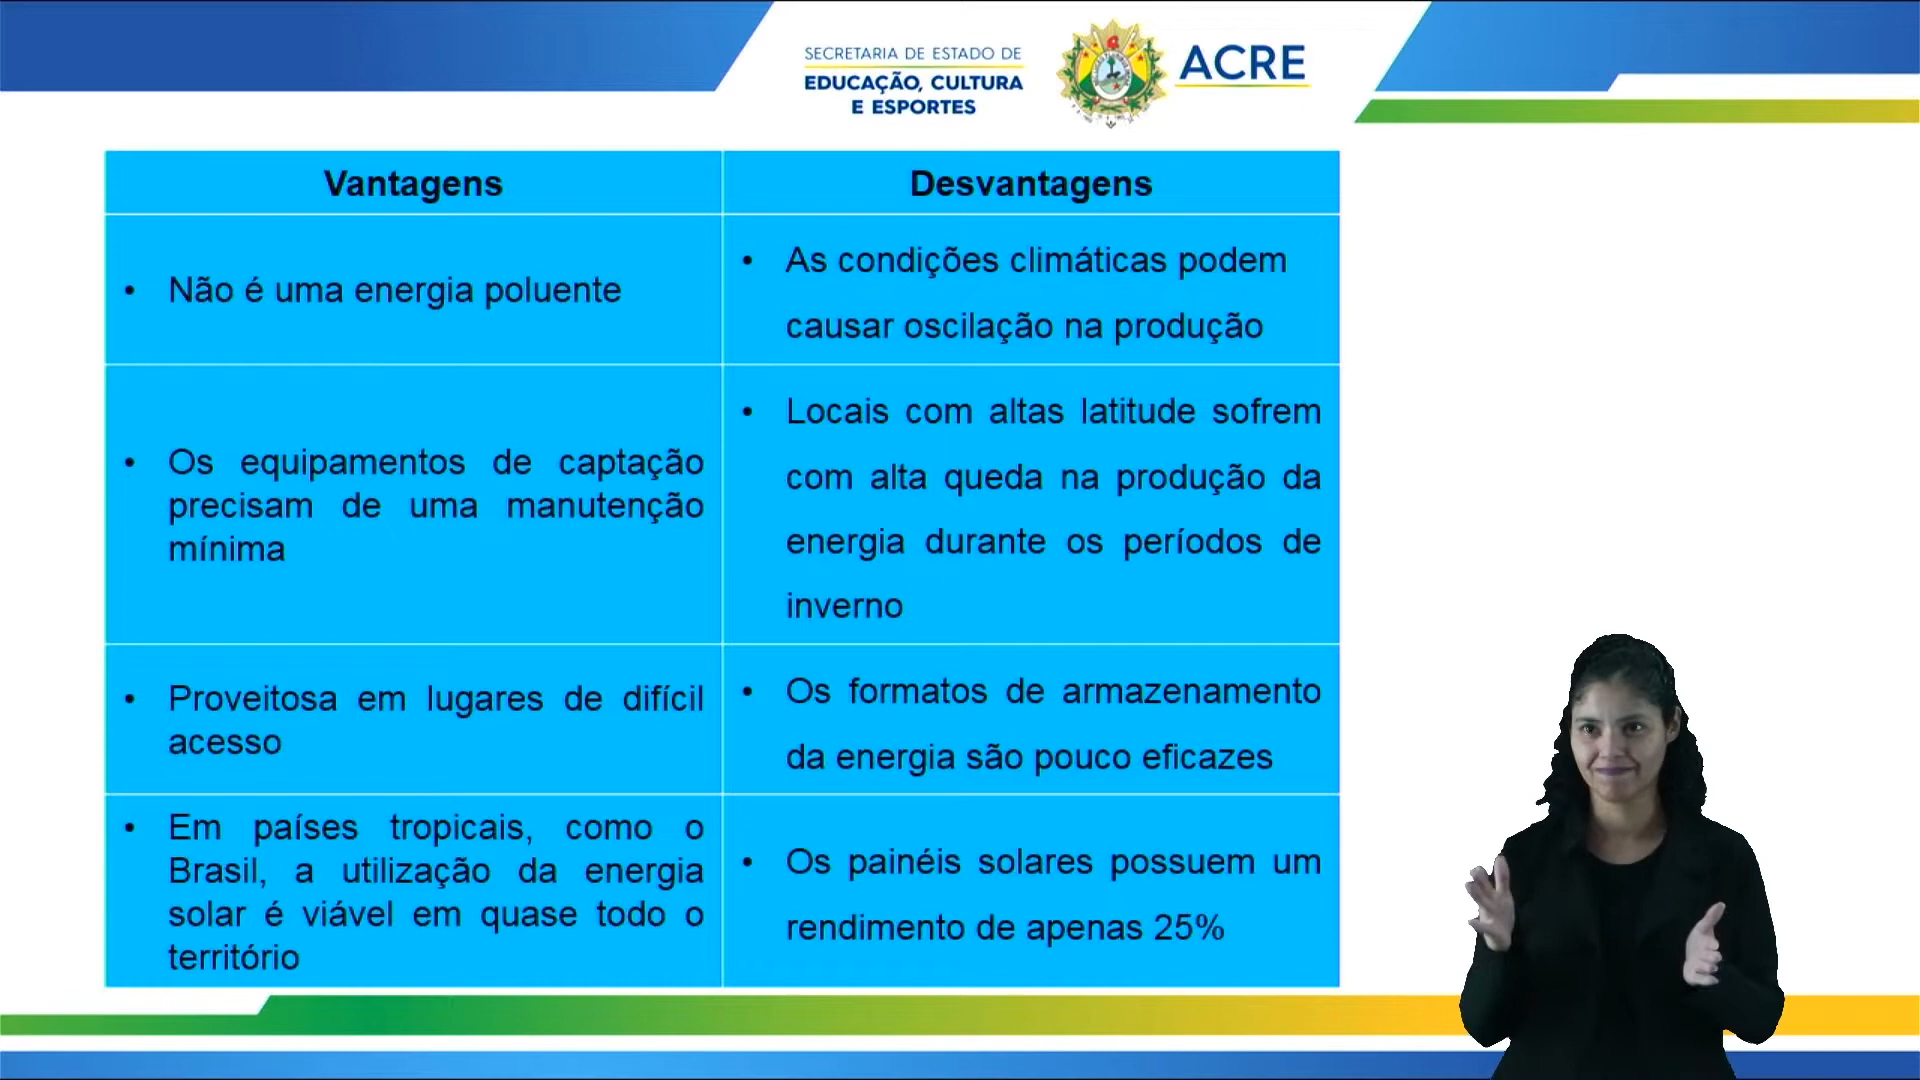 SECRETARIA DE ESTADO DE
EDUCAÇÃO, CULTURA
E ESPORTES
ACRE
Vantagens
Desvantagens
• Não é uma energia poluente
• As condições climáticas podem
causar oscilação na produção
• Os equipamentos de captação
precisam de uma manutenção
mínima
• Locais com altas latitude sofrem
com alta queda na produção da
energia durante os períodos de
inverno
• Proveitosa em lugares de difícil
acesso
• Os formatos de armazenamento
da energia são pouco eficazes
• Em países tropicais, como o
Brasil, a utilização da energia
solar é viável em quase todo o
território
• Os painéis solares possuem um
rendimento de apenas 25%